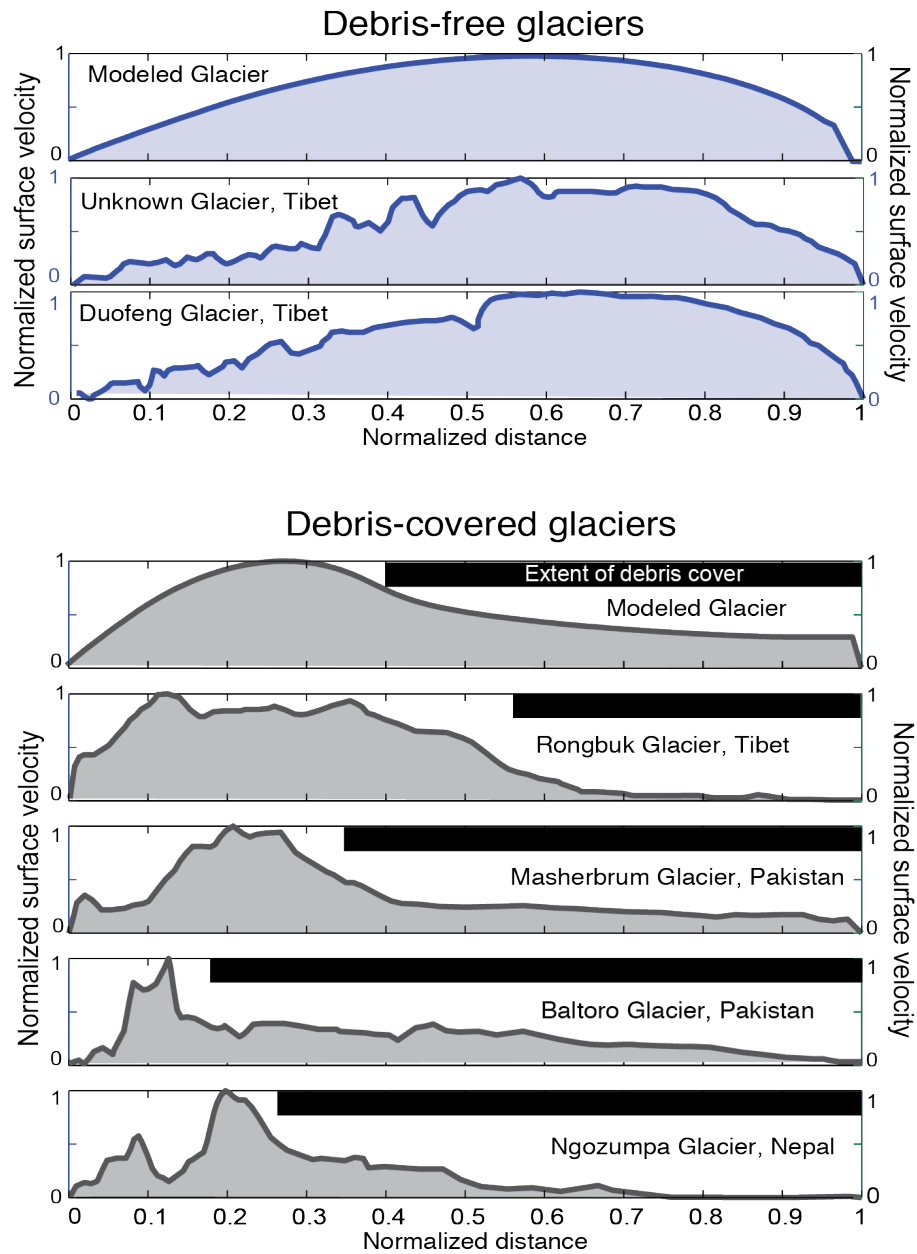 Debris-free glaciers
Normalized surface velocity
Normalized surface velocity
1
1
Modeled Glacier
0
0
1
1
Unknown Glacier, Tibet
0
0
1
1
Duofeng Glacier, Tibet
0
0
0 0.1 0.2 0.3 0.4 0.5 0.6 0.7 0.8 0.9 1
Normalized distance
Debris-covered glaciers
Normalized surface velocity
Normalized surface velocity
1
1
Extent of debris cover
Modeled Glacier
0
0
1
1
Rongbuk Glacier, Tibet
0
0
1
1
Masherbrum Glacier, Pakistan
0
0
1
1
Baltoro Glacier, Pakistan
0
0
1
1
Ngozumpa Glacier, Nepal
0
0
0 0.1 0.2 0.3 0.4 0.5 0.6 0.7 0.8 0.9 1
Normalized distance